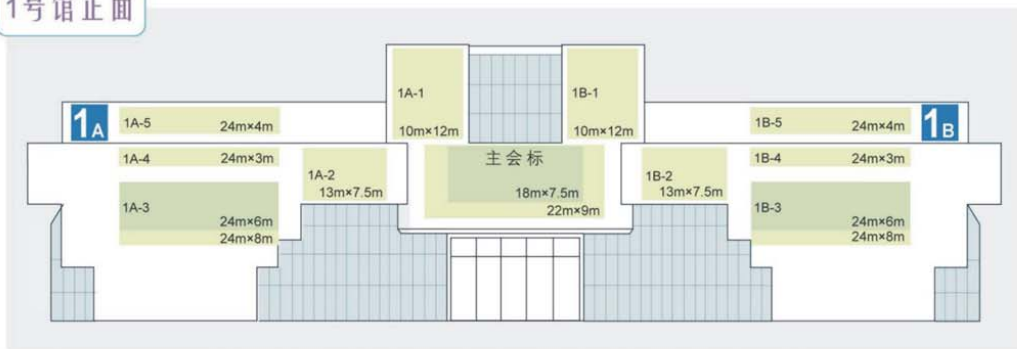 1号馆正面
1A-1
10m×12m
1B-1
10m×12m
1A
1A-5
24m×4m
1B-5
24m×4m
1B
1A-4
24m×3m
1A-2
13m×7.5m
主会标
18m×7.5m
22m×9m
1B-2
13m×7.5m
1B-4
24m×3m
1A-3
24m×6m
24m×8m
1B-3
24m×6m
24m×8m